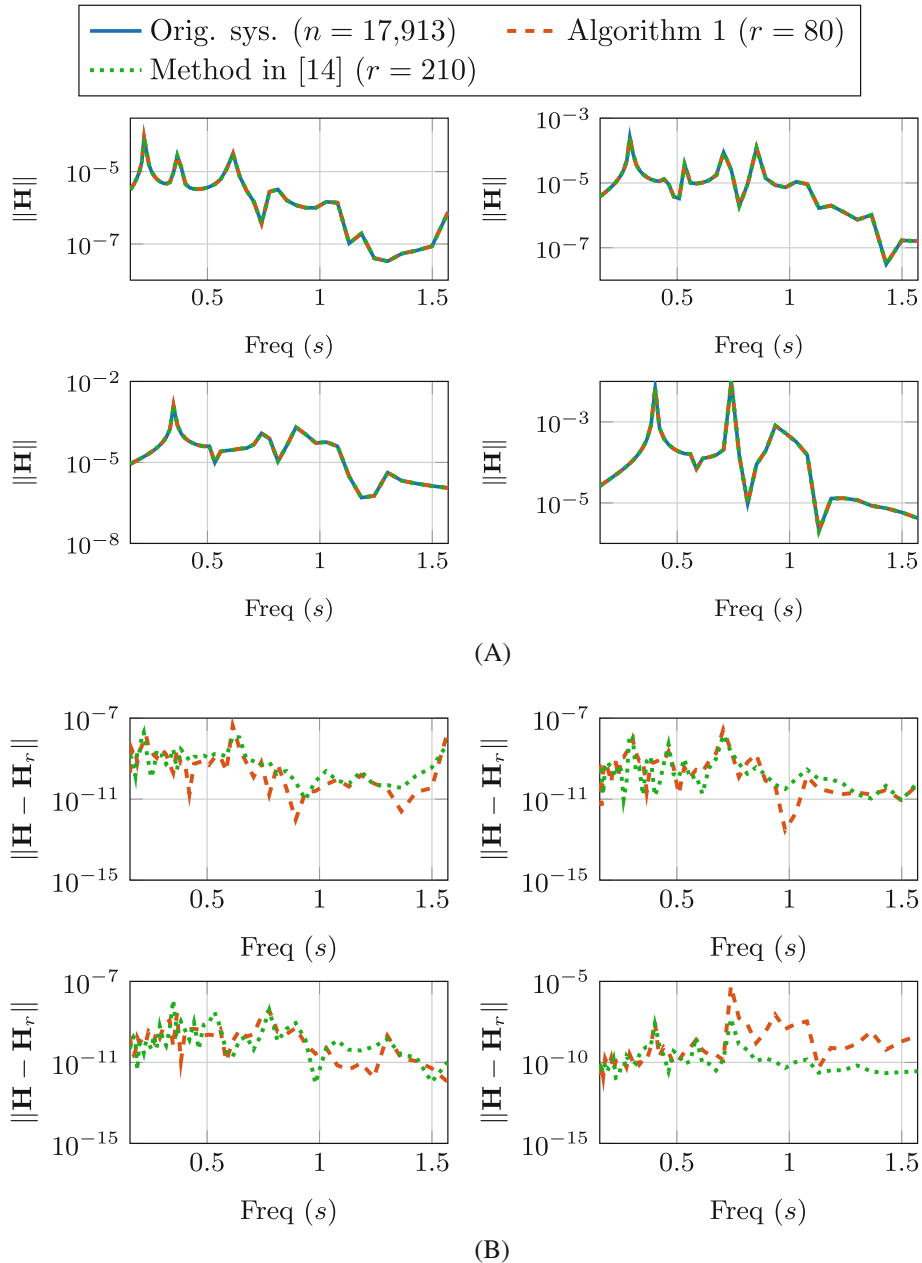 Orig. sys. (n = 17,913) Algorithm 1 (r = 80)
Method in [14] (r = 210)
10⁻⁵
10⁻⁷
‖H‖
0.5 1 1.5
Freq (s)
10⁻³
10⁻⁵
10⁻⁷
‖H‖
0.5 1 1.5
Freq (s)
10⁻²
10⁻⁵
10⁻⁸
‖H‖
0.5 1 1.5
Freq (s)
10⁻³
10⁻⁵
‖H‖
0.5 1 1.5
Freq (s)
(A)
10⁻⁷
10⁻¹¹
10⁻¹⁵
‖H − Hᵣ‖
0.5 1 1.5
Freq (s)
10⁻⁷
10⁻¹¹
10⁻¹⁵
‖H − Hᵣ‖
0.5 1 1.5
Freq (s)
10⁻⁷
10⁻¹¹
10⁻¹⁵
‖H − Hᵣ‖
0.5 1 1.5
Freq (s)
10⁻⁵
10⁻¹⁰
10⁻¹⁵
‖H − Hᵣ‖
0.5 1 1.5
Freq (s)
(B)